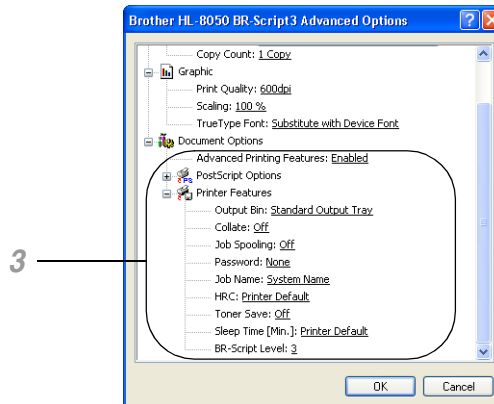 Brother HL-8050 BR-Script3 Advanced Options
Copy Count: 1 Copy
Graphic
Print Quality: 600dpi
Scaling: 100 %
TrueType Font: Substitute with Device Font
Document Options
Advanced Printing Features: Enabled
PostScript Options
Printer Features
Output Bin: Standard Output Tray
Collate: Off
Job Spooling: Off
3
Password: None
Job Name: System Name
HRC: Printer Default
Toner Save: Off
Sleep Time [Min.]: Printer Default
BR-Script Level: 3
OK Cancel